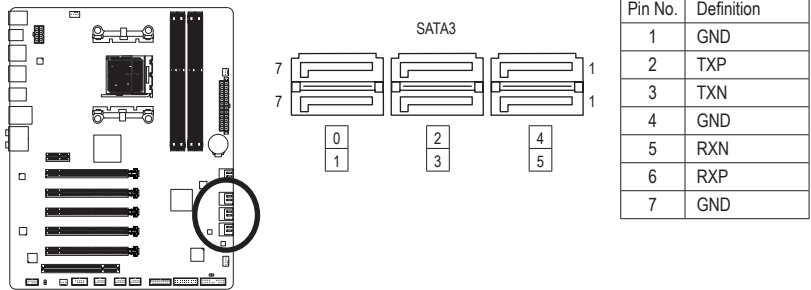 SATA3
7 1
7 1
0 2 4
1 3 5
Pin No. Definition
1 GND
2 TXP
3 TXN
4 GND
5 RXN
6 RXP
7 GND